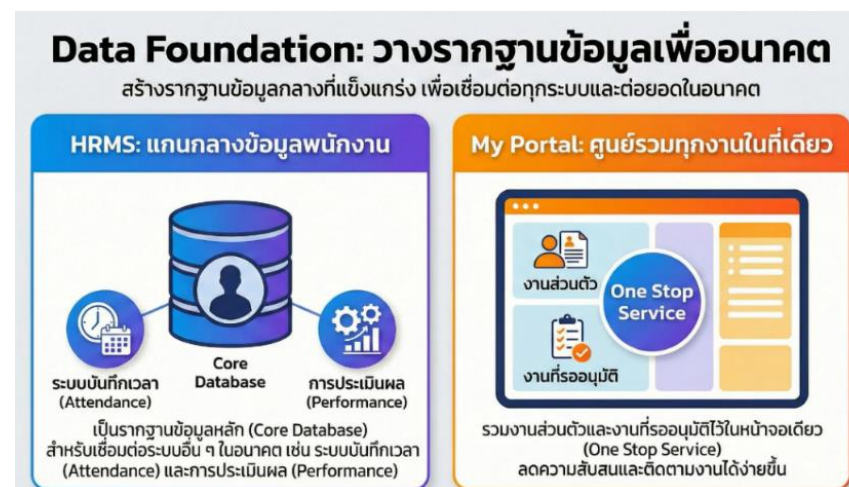 Data Foundation: วางรากฐานข้อมูลเพื่ออนาคต
สร้างรากฐานข้อมูลกลางที่แข็งแกร่ง เพื่อเชื่อมต่อทุกระบบและต่อยอดในอนาคต
HRMS: แกนกลางข้อมูลพนักงาน
ระบบบันทึกเวลา
(Attendance)
Core
Database
การประเมินผล
(Performance)
เป็นรากฐานข้อมูลหลัก (Core Database)
สำหรับเชื่อมต่อระบบอื่น ๆ ในอนาคต เช่น ระบบบันทึกเวลา
(Attendance) และการประเมินผล (Performance)
My Portal: ศูนย์รวมทุกงานในที่เดียว
งานส่วนตัว
One Stop
Service
งานที่รออนุมัติ
รวมงานส่วนตัวและงานที่รออนุมัติไว้ในหน้าจอเดียว
(One Stop Service)
ลดความสับสนและติดตามงานได้ง่ายขึ้น